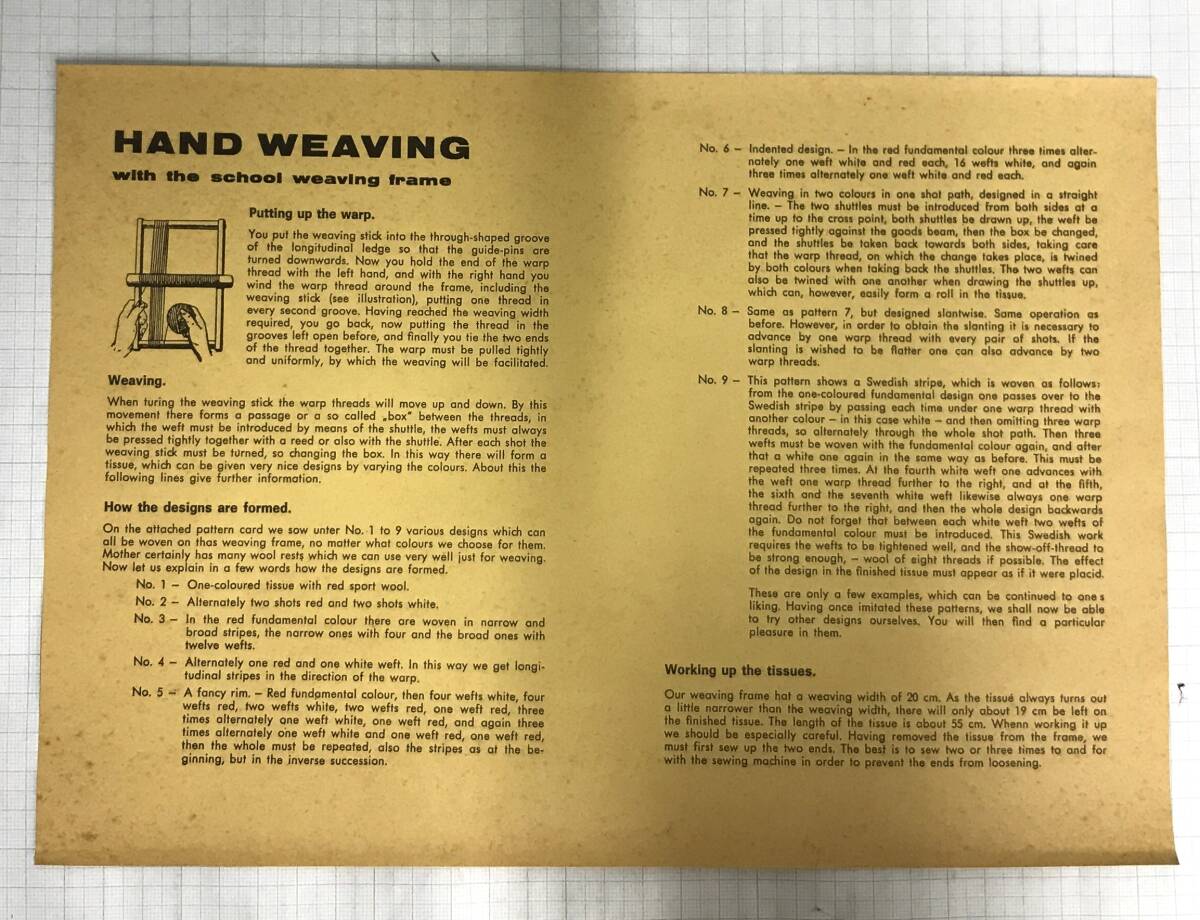 HAND WEAVING
with the school weaving frame
Putting up the warp.
You put the weaving stick into the through-shaped groove
of the longitudinal ledge so that the guide-pins are
turned downwards. Now you hold the end of the warp
thread with the left hand, and with the right hand you
wind the warp thread around the frame, including the
weaving stick (see illustration), putting one thread in
every second groove. Having reached the weaving width
required, you go back, now putting the thread in the
grooves left open before, and finally you tie the two ends
of the thread together. The warp must be pulled tightly
and uniformly, by which the weaving will be facilitated.
Weaving.
When turing the weaving stick the warp threads will move up and down. By this
movement there forms a passage or a so called „box" between the threads, in
which the weft must be introduced by means of the shuttle, the wefts must always
be pressed tightly together with a reed or also with the shuttle. After each shot the
weaving stick must be turned, so changing the box. In this way there will form a
tissue, which can be given very nice designs by varying the colours. About this the
following lines give further information.
How the designs are formed.
On the attached pattern card we sow unter No. 1 to 9 various designs which can
all be woven on thas weaving frame, no matter what colours we choose for them.
Mother certainly has many wool rests which we can use very well just for weaving.
Now let us explain in a few words how the designs are formed.
No. 1 – One-coloured tissue with red sport wool.
No. 2 – Alternately two shots red and two shots white.
No. 3 – In the red fundamental colour there are woven in narrow and
broad stripes, the narrow ones with four and the broad ones with
twelve wefts.
No. 4 – Alternately one red and one white weft. In this way we get longi-
tudinal stripes in the direction of the warp.
No. 5 – A fancy rim. – Red fundamental colour, then four wefts white, four
wefts red, two wefts white, two wefts red, one weft red, three
times alternately one weft white, one weft red, and again three
times alternately one weft white and one weft red, one weft red,
then the whole must be repeated, also the stripes as at the be-
ginning, but in the inverse succession.
No. 6 – Indented design. – In the red fundamental colour three times alter-
nately one weft white and red each, 16 wefts white, and again
three times alternately one weft white and red each.
No. 7 – Weaving in two colours in one shot path, designed in a straight
line. – The two shuttles must be introduced from both sides at a
time up to the cross point, both shuttles be drawn up, the weft be
pressed tightly against the goods beam, then the box be changed,
and the shuttles be taken back towards both sides, taking care
that the warp thread, on which the change takes place, is twined
by both colours when taking back the shuttles. The two wefts can
also be twined with one another when drawing the shuttles up,
which can, however, easily form a roll in the tissue.
No. 8 – Same as pattern 7, but designed slantwise. Same operation as
before. However, in order to obtain the slanting it is necessary to
advance by one warp thread with every pair of shots. If the
slanting is wished to be flatter one can also advance by two
warp threads.
No. 9 – This pattern shows a Swedish stripe, which is woven as follows:
from the one-coloured fundamental design one passes over to the
Swedish stripe by passing each time under one warp thread with
another colour – in this case white – and then omitting three warp
threads, so alternately through the whole shot path. Then three
wefts must be woven with the fundamental colour again, and after
that a white one again in the same way as before. This must be
repeated three times. At the fourth white weft one advances with
the weft one warp thread further to the right, and at the fifth,
the sixth and the seventh white weft likewise always one warp
thread further to the right, and then the whole design backwards
again. Do not forget that between each white weft two wefts of
the fundamental colour must be introduced. This Swedish work
requires the wefts to be tightened well, and the show-off-thread to
be strong enough, – wool of eight threads if possible. The effect
of the design in the finished tissue must appear as if it were placid.
These are only a few examples, which can be continued to one s
liking. Having once imitated these patterns, we shall now be able
to try other designs ourselves. You will then find a particular
pleasure in them.
Working up the tissues.
Our weaving frame hat a weaving width of 20 cm. As the tissue always turns out
a little narrower than the weaving width, there will only about 19 cm be left on
the finished tissue. The length of the tissue is about 55 cm. Whenn working it up
we should be especially careful. Having removed the tissue from the frame, we
must first sew up the two ends. The best is to sew two or three times to and for
with the sewing machine in order to prevent the ends from loosening.